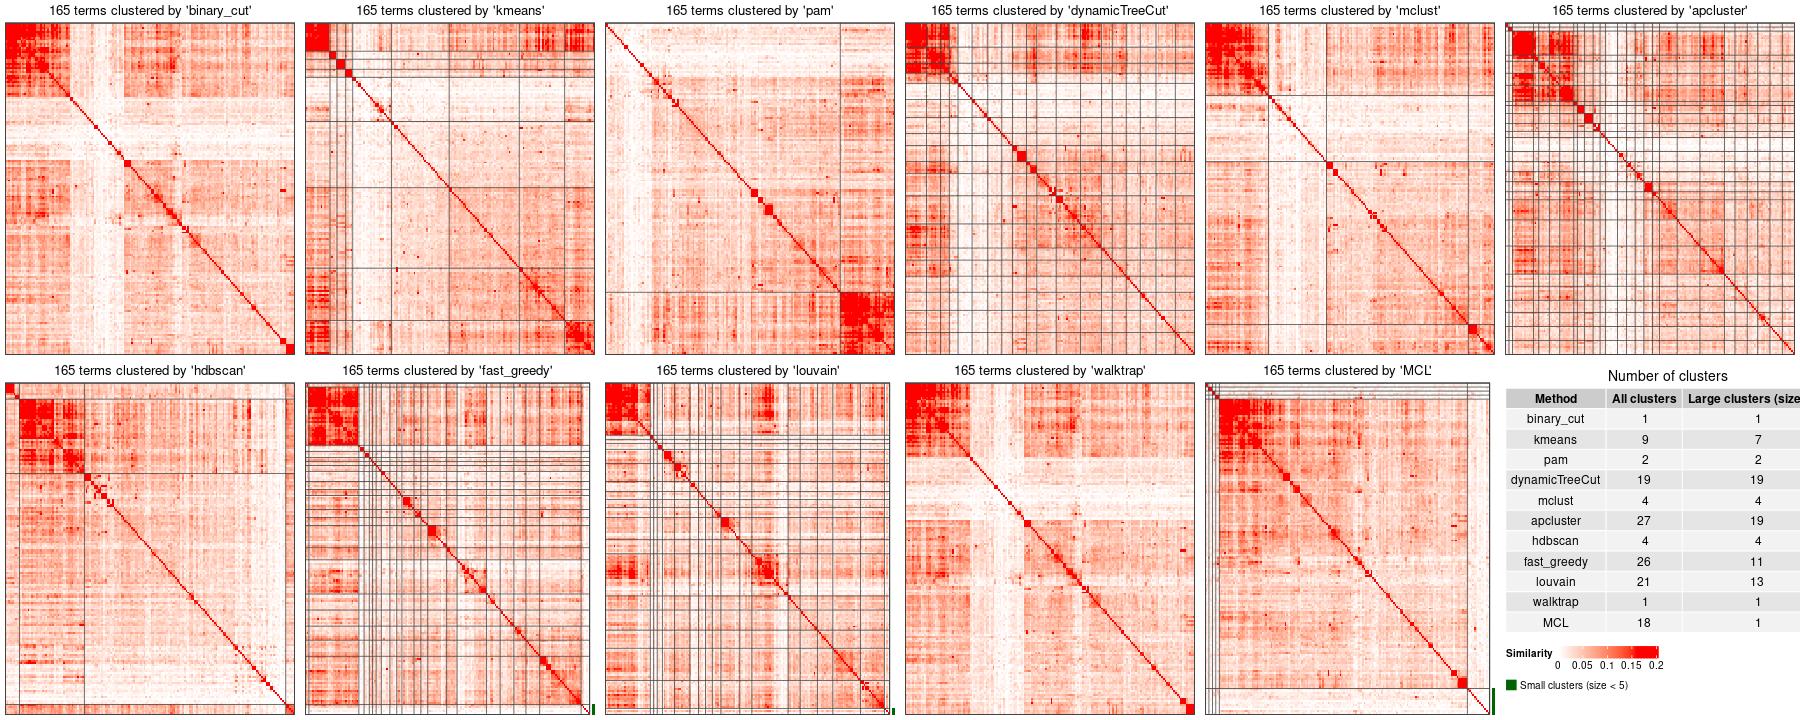 165 terms clustered by 'binary_cut'
165 terms clustered by 'kmeans'
165 terms clustered by 'pam'
165 terms clustered by 'dynamicTreeCut'
165 terms clustered by 'mclust'
165 terms clustered by 'apcluster'
165 terms clustered by 'hdbscan'
165 terms clustered by 'fast_greedy'
165 terms clustered by 'louvain'
165 terms clustered by 'walktrap'
165 terms clustered by 'MCL'
Number of clusters
Method All clusters Large clusters (size
binary_cut 1 1
kmeans 9 7
pam 2 2
dynamicTreeCut 19 19
mclust 4 4
apcluster 27 19
hdbscan 4 4
fast_greedy 26 11
louvain 21 13
walktrap 1 1
MCL 18 1
Similarity
0 0.05 0.1 0.15 0.2
Small clusters (size < 5)